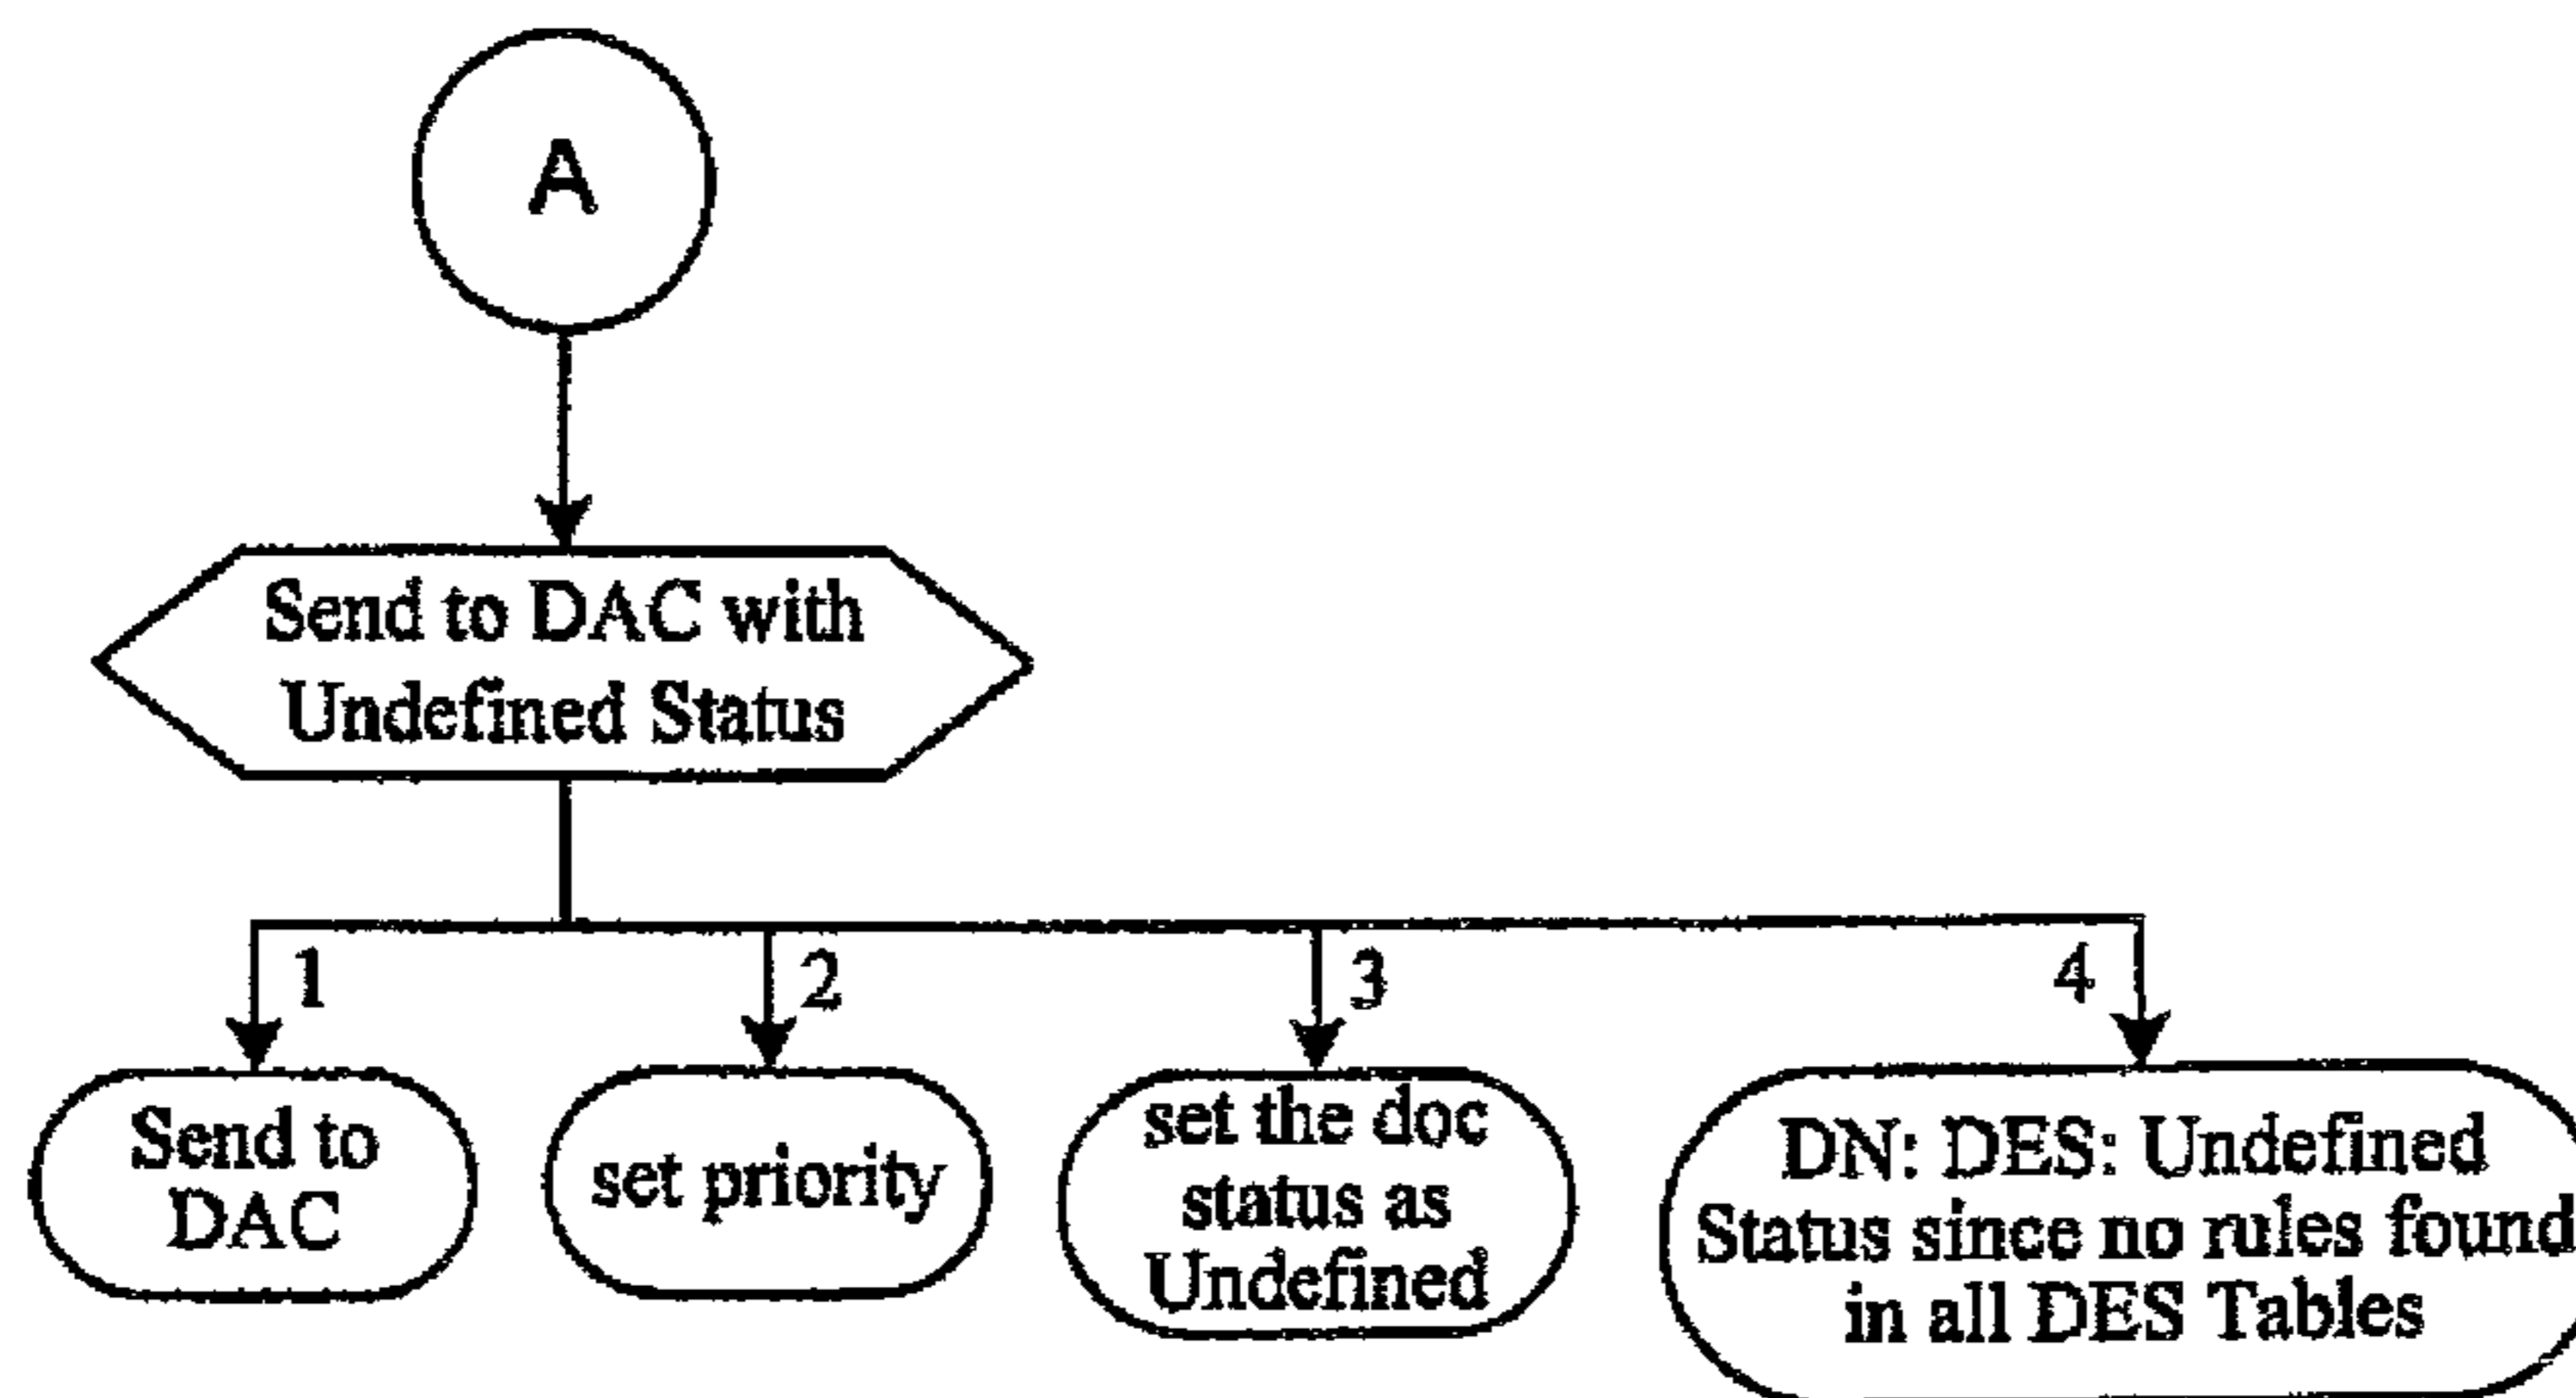 A
Send to DAC with
Undefined Status
1
2
3
4
Send to
DAC
set priority
set the doc
status as
Undefined
DN: DES: Undefined
Status since no rules found
in all DES Tables